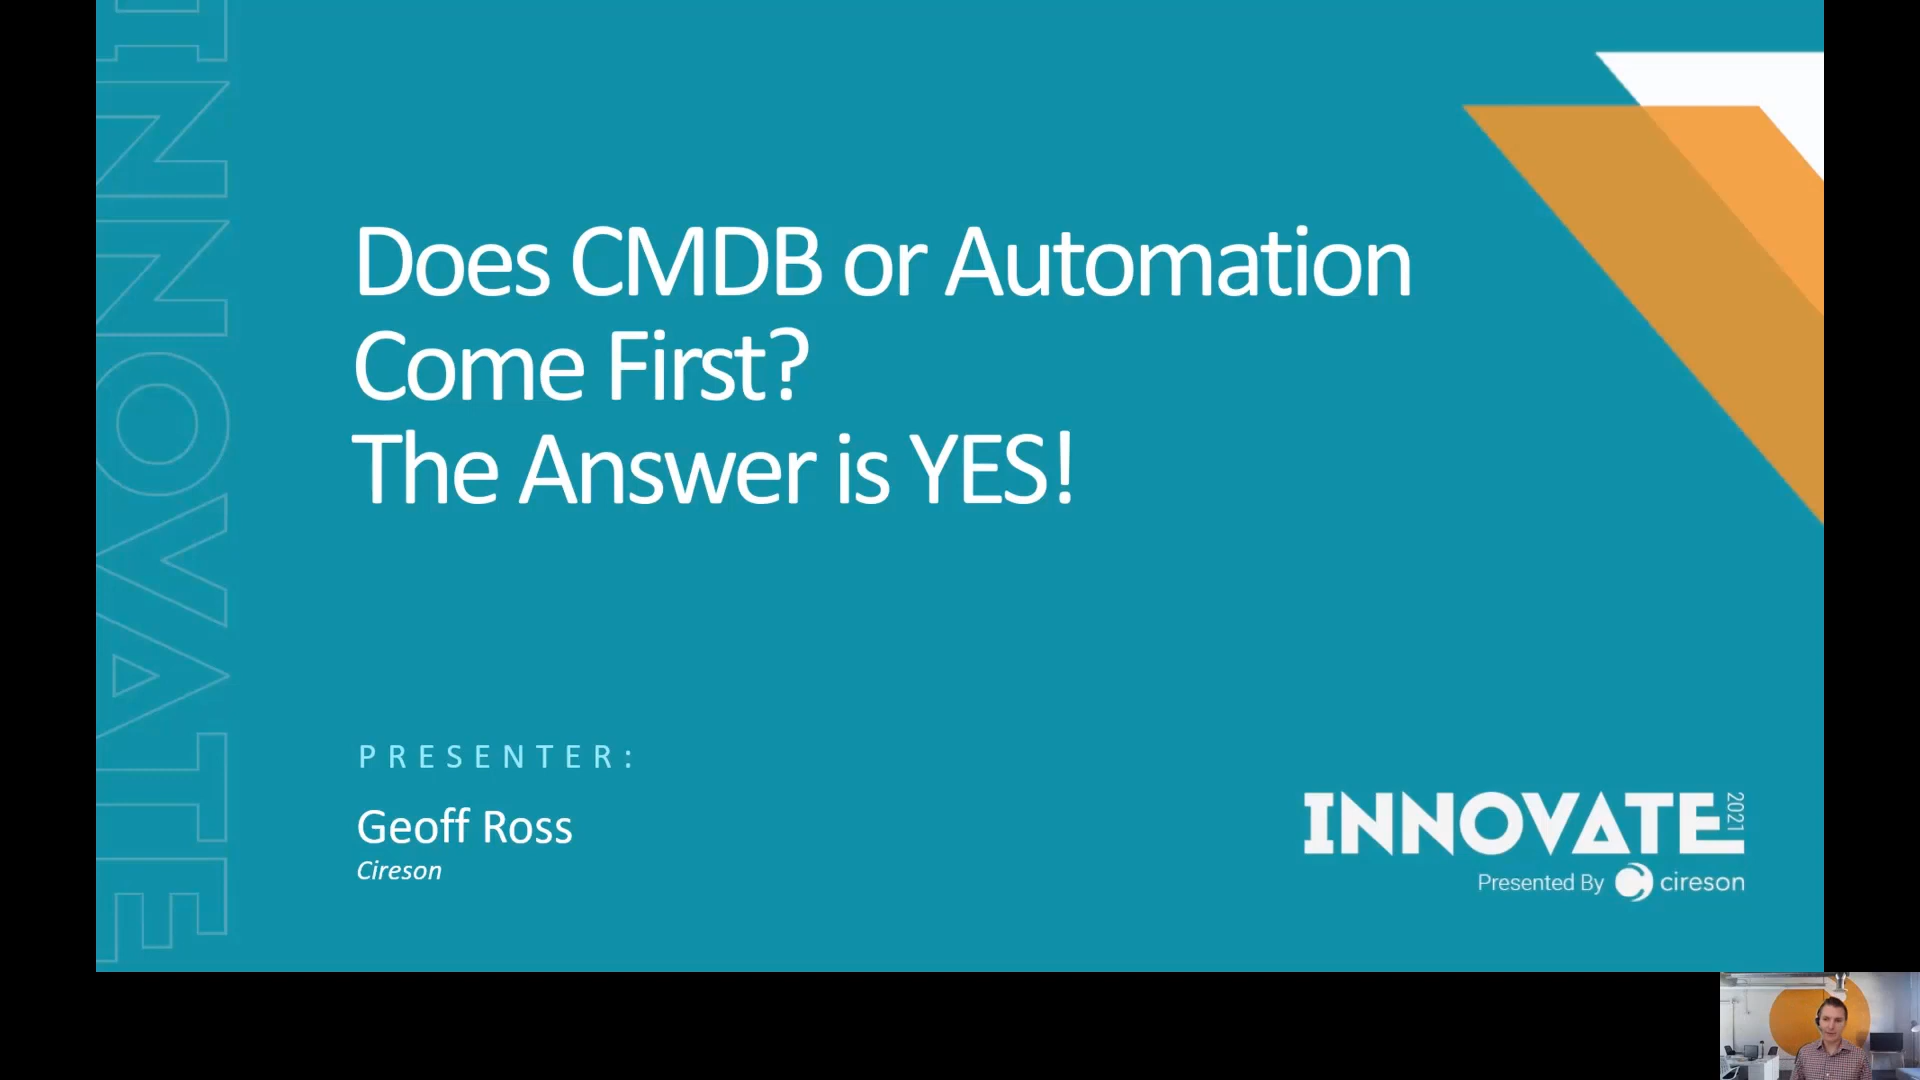 INNOVATE
Does CMDB or Automation
Come First?
The Answer is YES!
PRESENTER:
Geoff Ross
Cireson
INNOVATE 2021
Presented By cireson